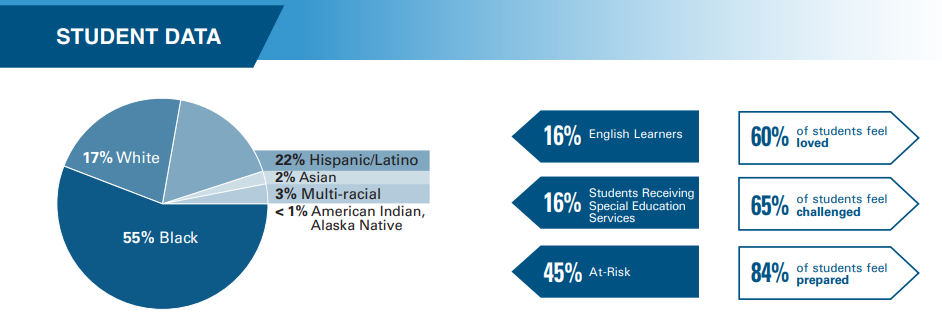 STUDENT DATA
17% White
22% Hispanic/Latino
2% Asian
3% Multi-racial
< 1% American Indian,
Alaska Native
55% Black
16% English Learners
16% Students Receiving
Special Education
Services
45% At-Risk
60% of students feel
loved
65% of students feel
challenged
84% of students feel
prepared